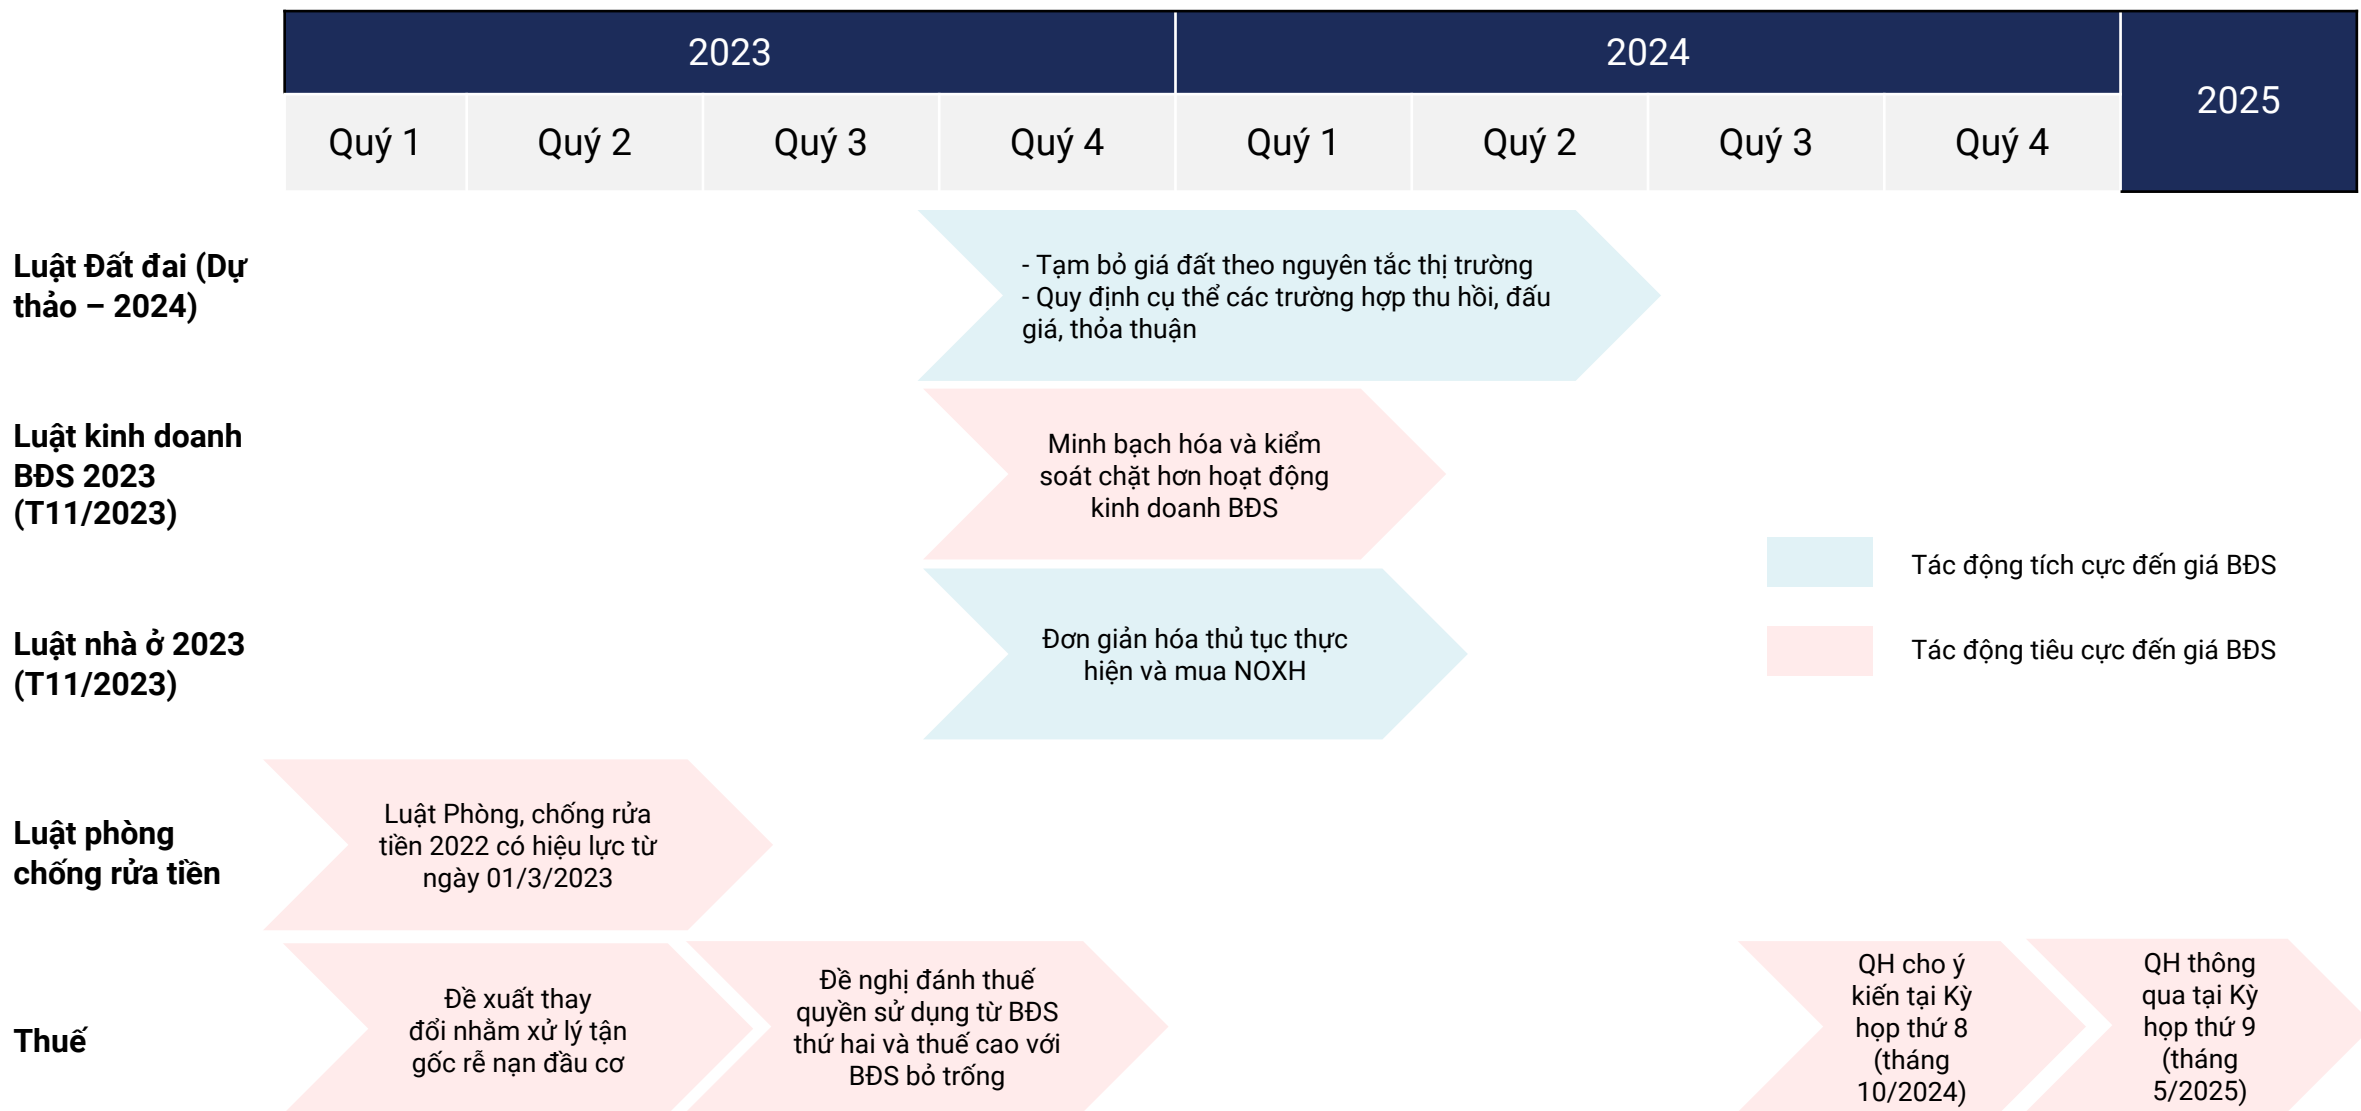 2023
2024
2025
Quý 1
Quý 2
Quý 3
Quý 4
Quý 1
Quý 2
Quý 3
Quý 4
Luật Đất đai (Dự
thảo – 2024)
- Tạm bỏ giá đất theo nguyên tắc thị trường
- Quy định cụ thể các trường hợp thu hồi, đấu
giá, thỏa thuận
Luật kinh doanh
BĐS 2023
(T11/2023)
Minh bạch hóa và kiểm
soát chặt hơn hoạt động
kinh doanh BĐS
Tác động tích cực đến giá BĐS
Tác động tiêu cực đến giá BĐS
Luật nhà ở 2023
(T11/2023)
Đơn giản hóa thủ tục thực
hiện và mua NOXH
Luật phòng
chống rửa tiền
Luật Phòng, chống rửa
tiền 2022 có hiệu lực từ
ngày 01/3/2023
Thuế
Đề xuất thay
đổi nhằm xử lý tận
gốc rễ nạn đầu cơ
Đề nghị đánh thuế
quyền sử dụng từ BĐS
thứ hai và thuế cao với
BĐS bỏ trống
QH cho ý
kiến tại Kỳ
họp thứ 8
(tháng
10/2024)
QH thông
qua tại Kỳ
họp thứ 9
(tháng
5/2025)